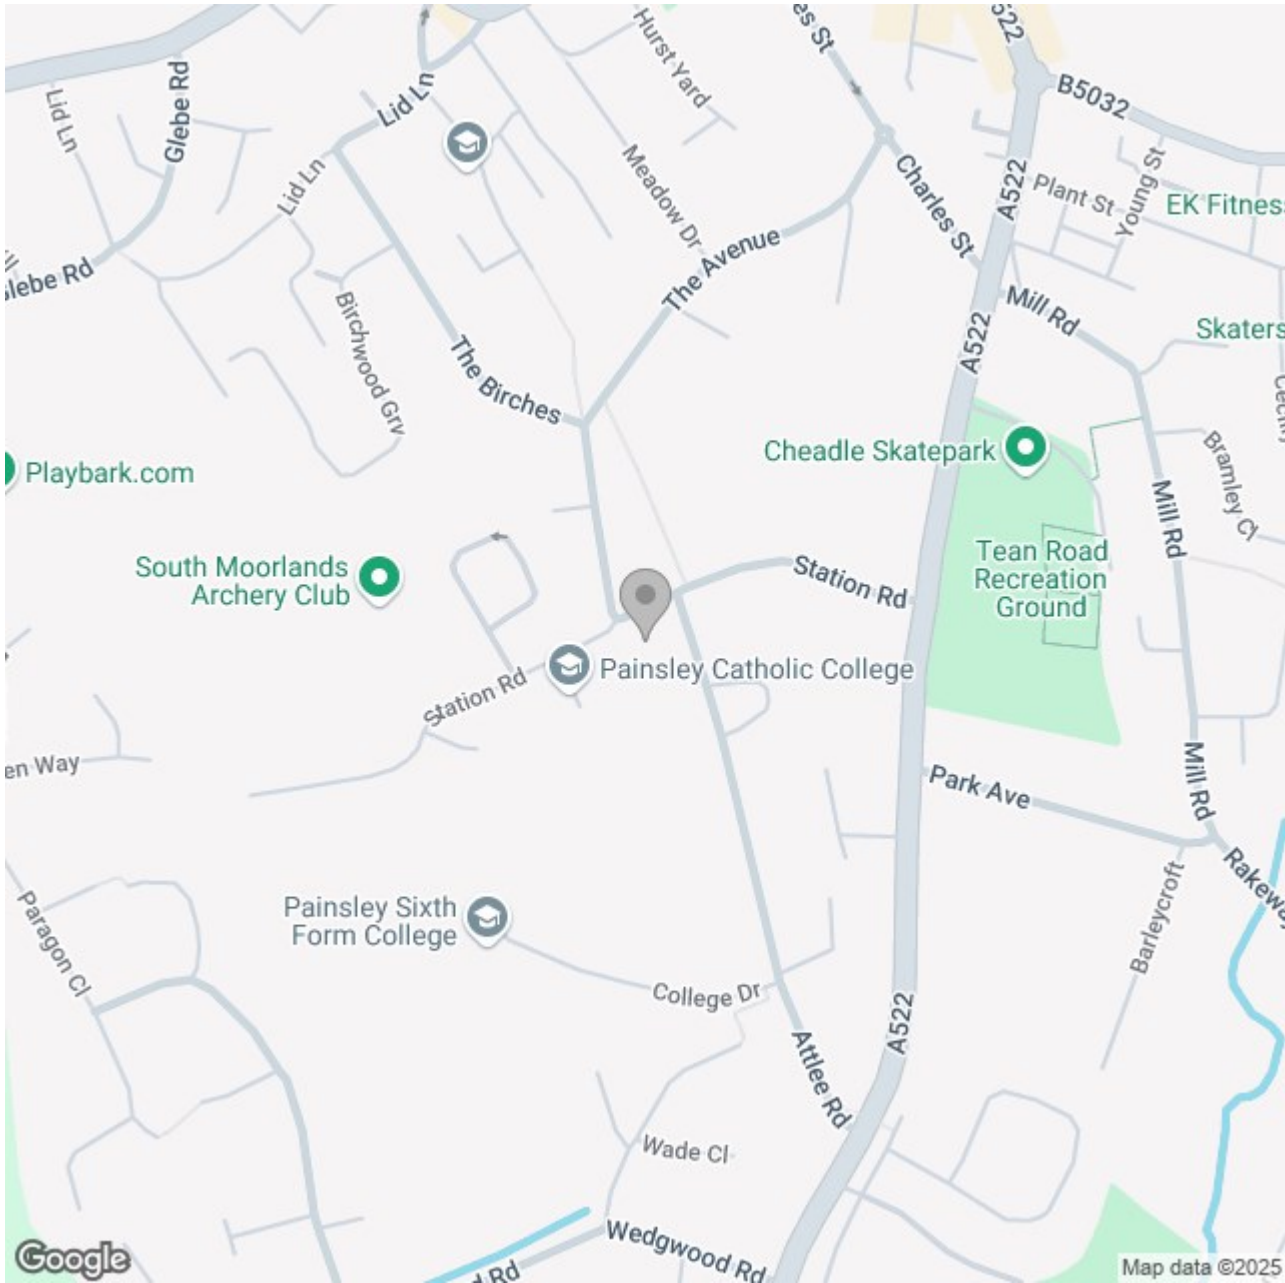 Hurst Yard
es St
522
B5032
Lid Ln
Glebe Rd
Lid Ln
Lid Ln
Meadow Dr
Charles St
A522
Plant St
Young St
EK Fitness
The Avenue
Glebe Rd
Mill Rd
A522
Skaters
Birchwood Grv
The Birches
Cheadle Skatepark
Bramley Cl
Playbark.com
Mill Rd
South Moorlands
Archery Club
Station Rd
Tean Road
Recreation
Ground
Painsley Catholic College
Station Rd
en Way
Park Ave
Mill Rd
Rakeway
Barleycroft
Paragon Cl
Painsley Sixth
Form College
College Dr
A522
Attlee Rd
Wade Cl
Wedgwood Rd
d Rd
Google
Map data ©2025